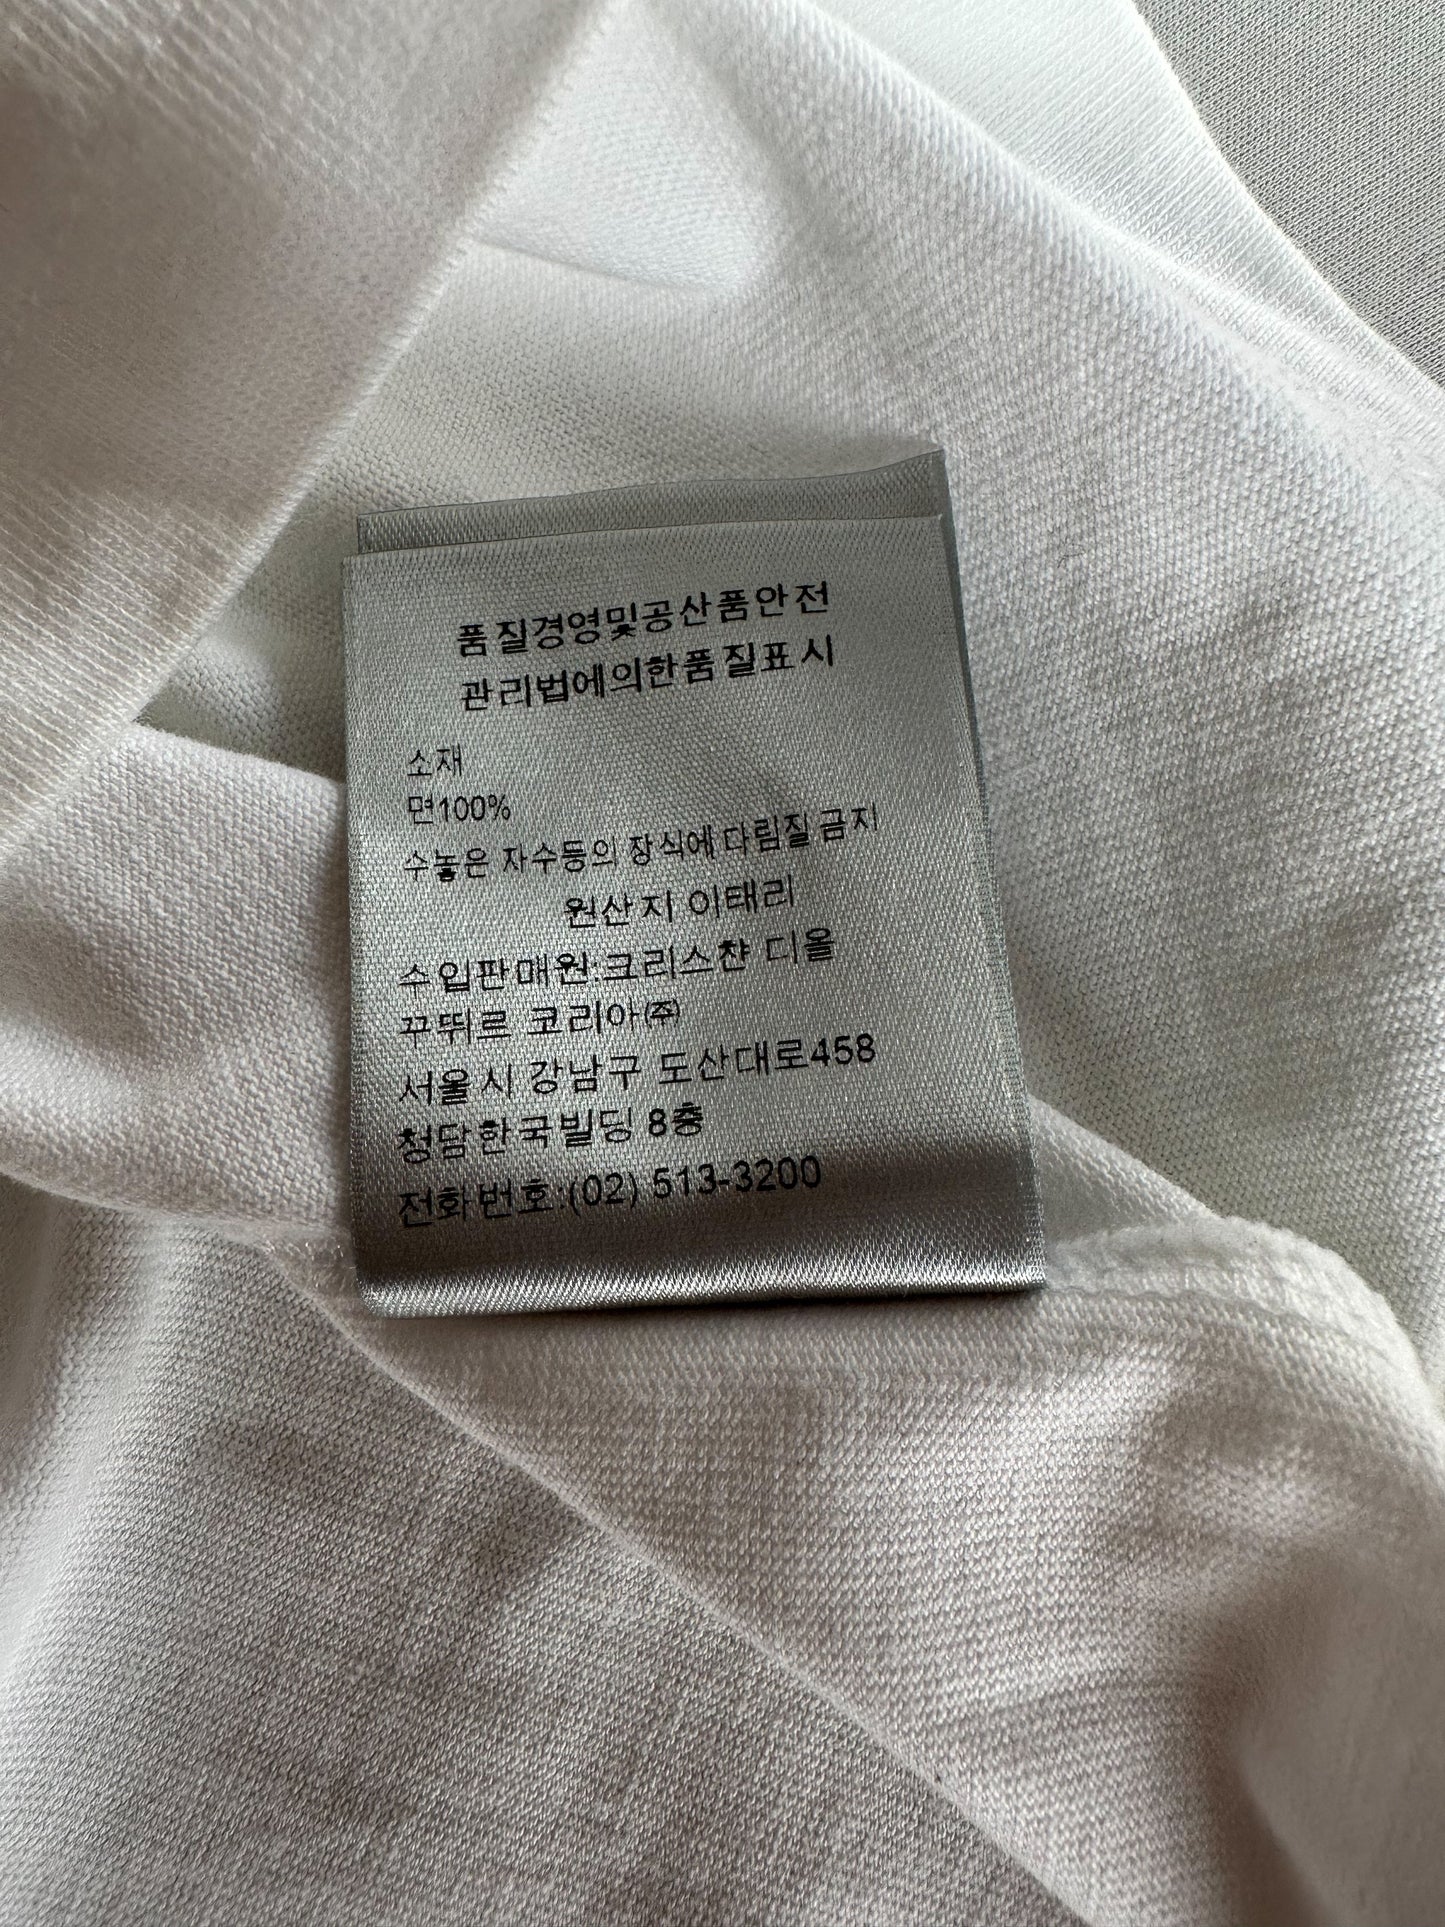 품질경영및공산품안전
관리법에의한품질표시
소재
면100%
수놓은 자수등의 장식에 다림질 금지
원산지 이태리
수입판매원:크리스챤 디올
꾸뛰르 코리아㈜
서울시 강남구 도산대로458
청담한국빌딩 8층
전화번호:(02) 513-3200